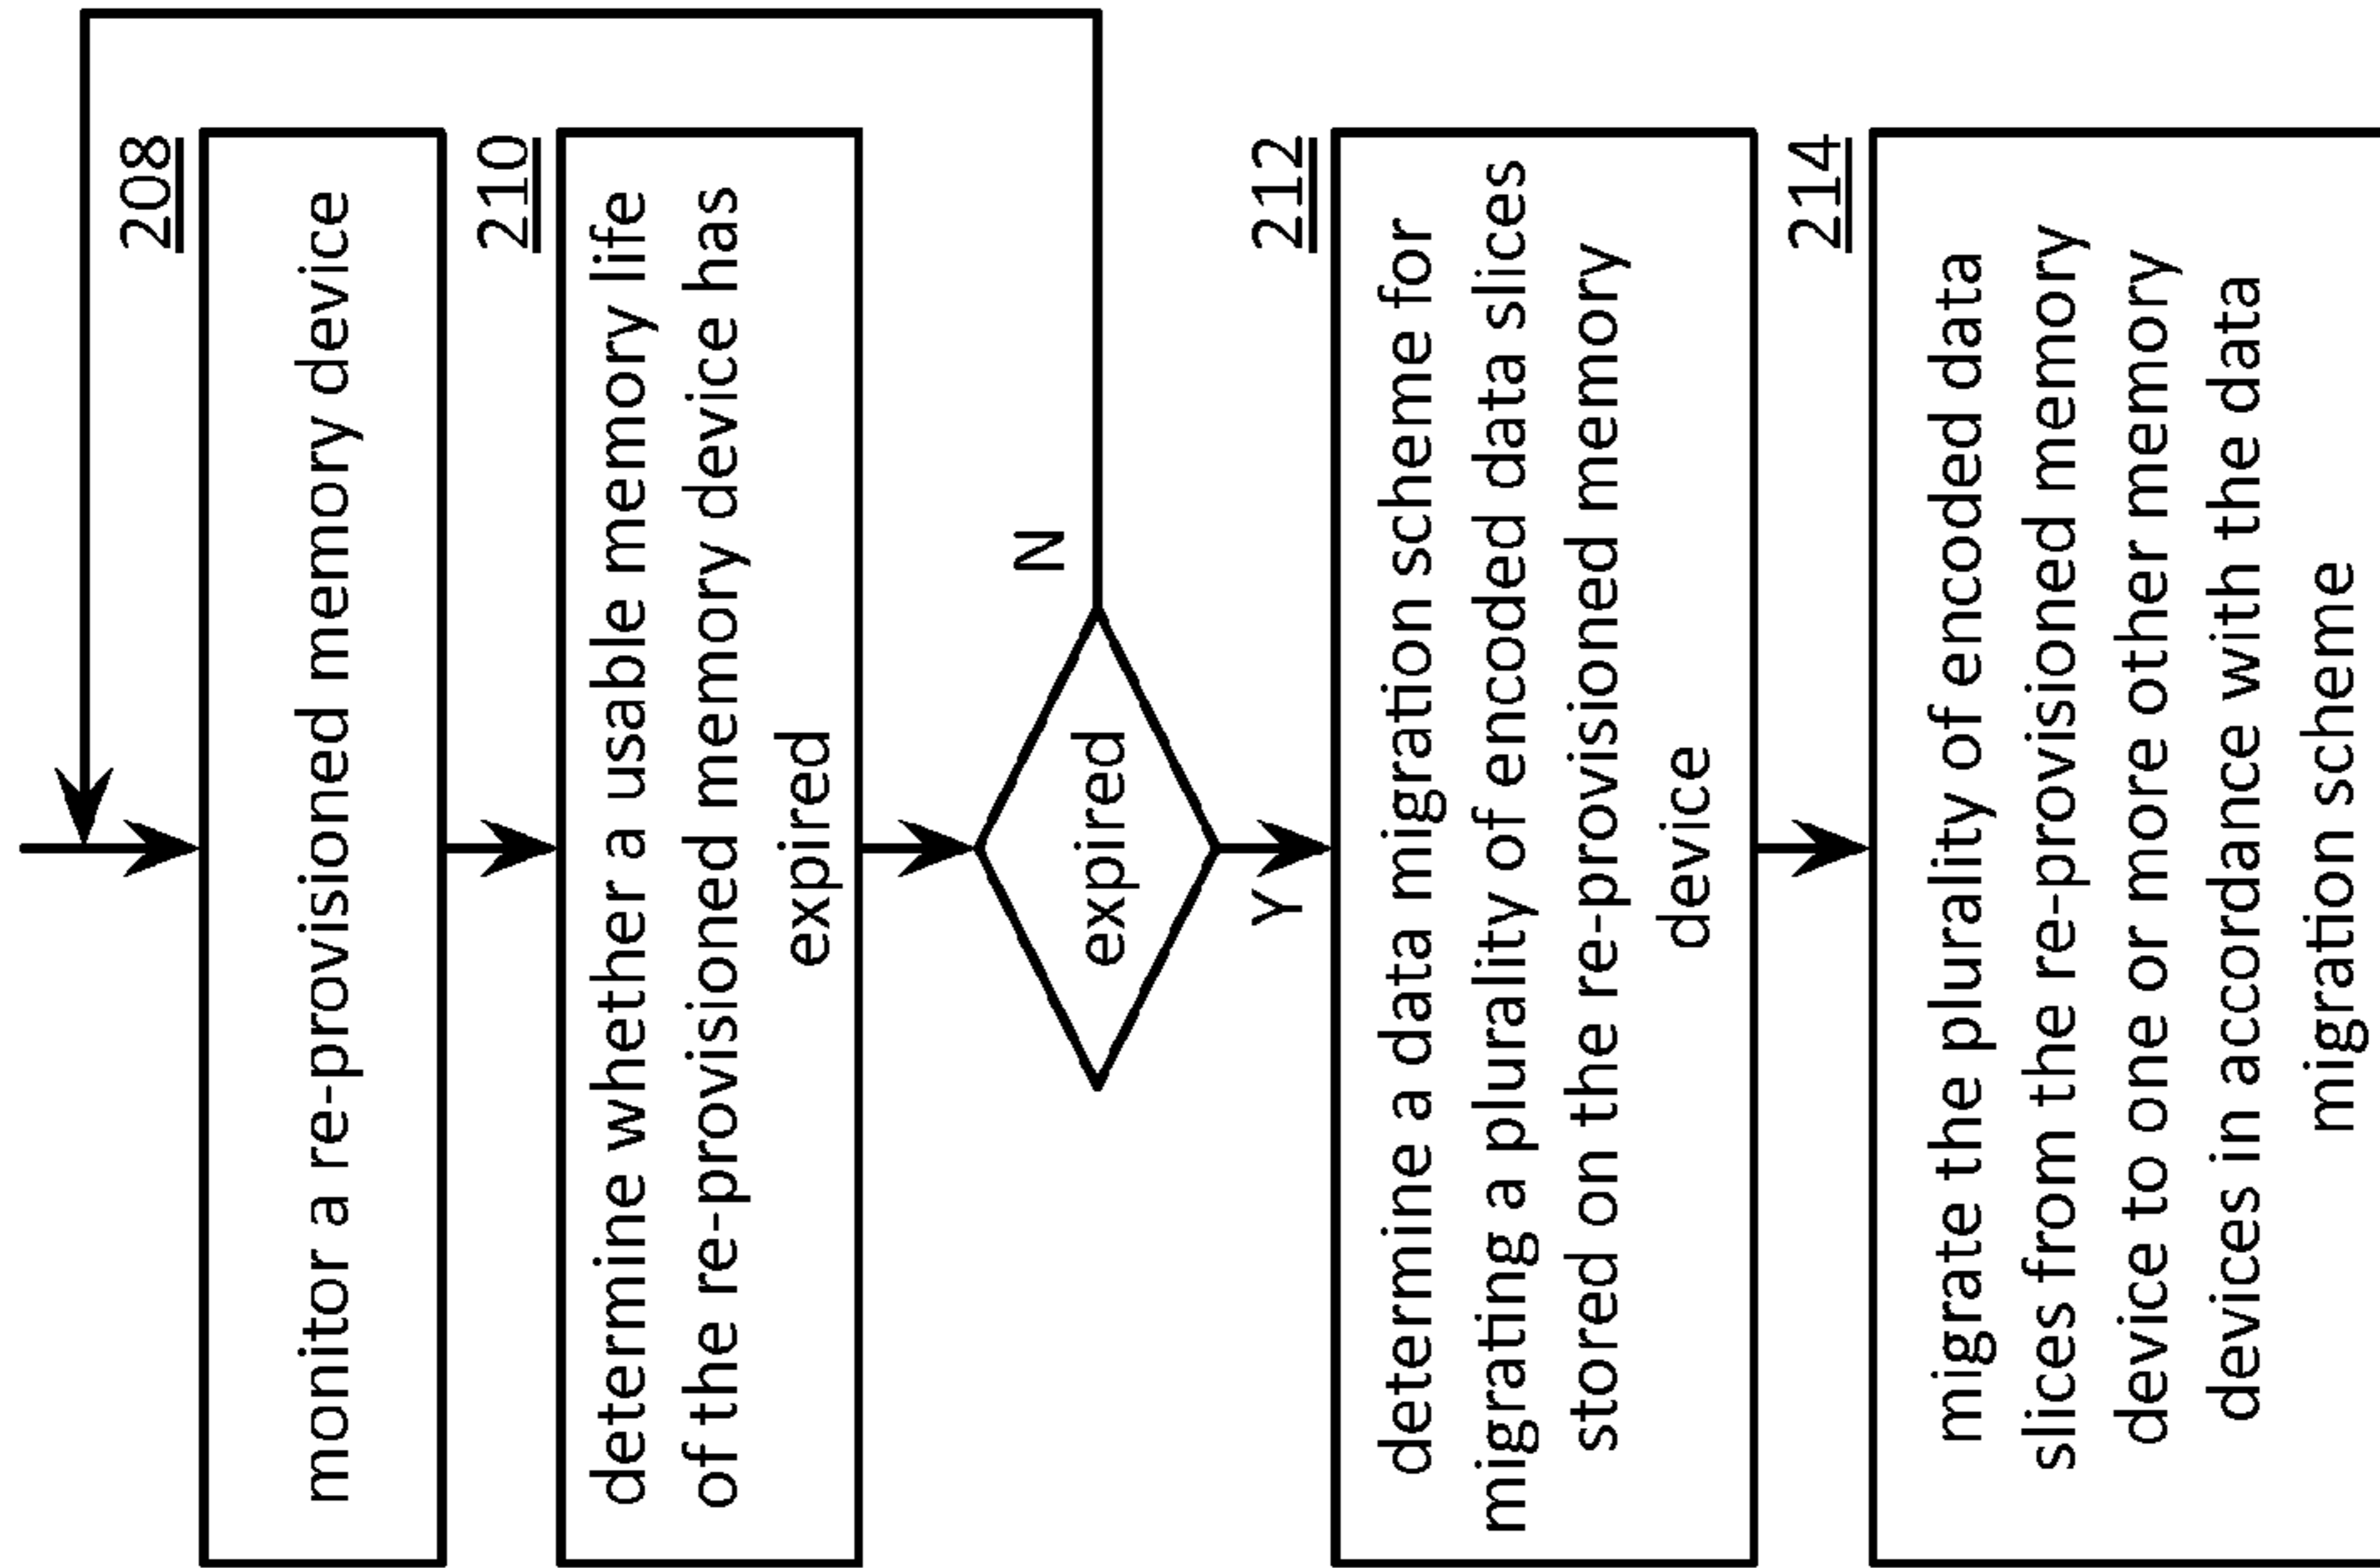 208
monitor a re-provisioned memory device
210
determine whether a usable memory life
of the re-provisioned memory device has
expired
expired
N
Y
212
determine a data migration scheme for
migrating a plurality of encoded data slices
stored on the re-provisioned memory
device
214
migrate the plurality of encoded data
slices from the re-provisioned memory
device to one or more other memory
devices in accordance with the data
migration scheme